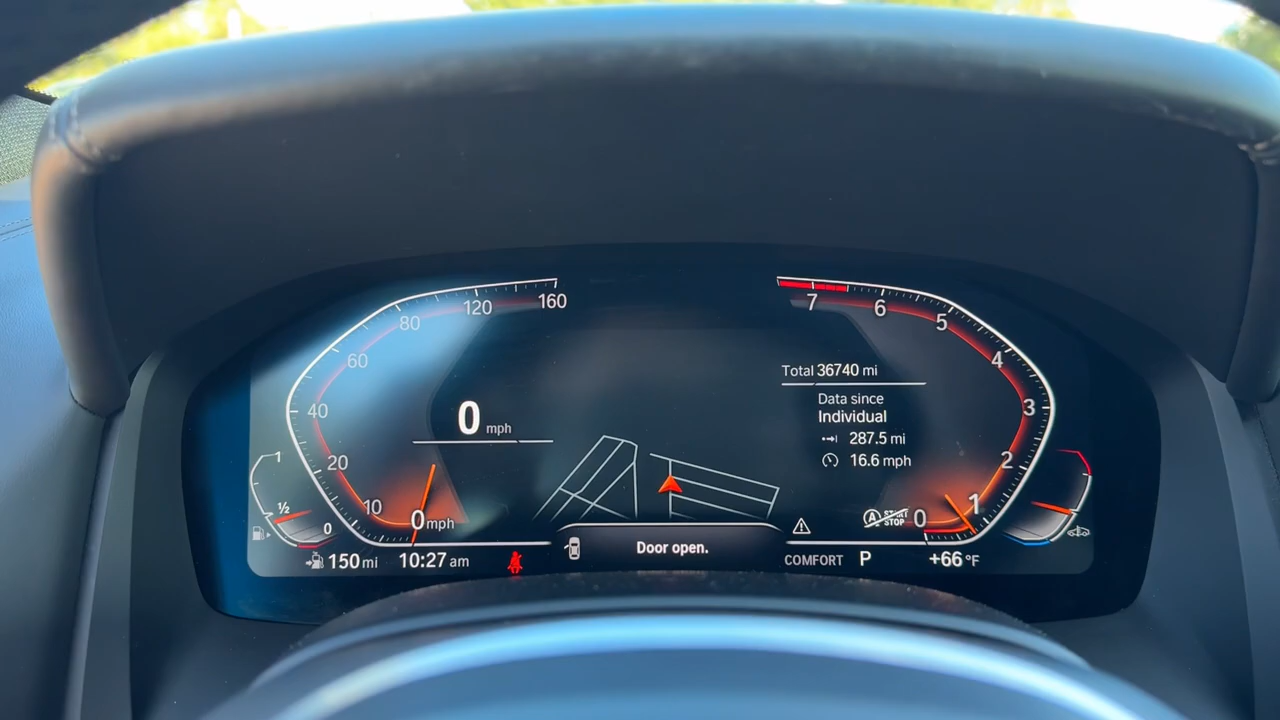 160
120
80
60
40
20
10
0 mph
0 mph
1
½
0
150 mi
10:27 am
Door open.
7
6
5
4
3
2
1
0
Total 36740 mi
Data since
Individual
287.5 mi
16.6 mph
A START
STOP
COMFORT P
+66 °F